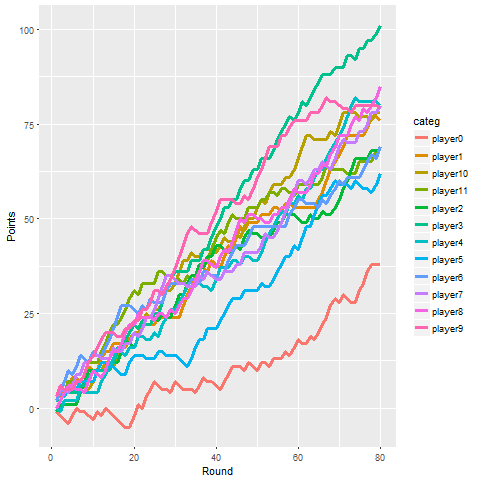 100
75
50
25
0
Points
0
20
40
60
80
Round
categ
player0
player1
player10
player11
player2
player3
player4
player5
player6
player7
player8
player9